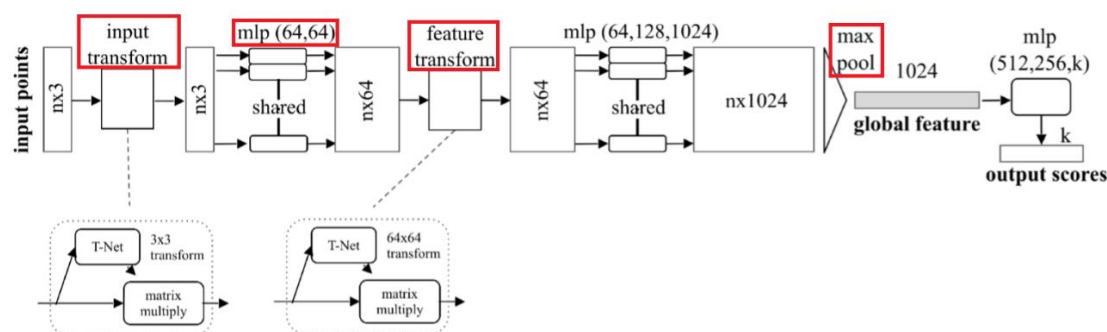 input
transform
mlp (64,64)
feature
transform
mlp (64,128,1024)
max
pool
mlp
(512,256,k)
1024
input points
nx3
nx3
shared
nx64
nx64
shared
nx1024
global feature
k
output scores
T-Net
3x3
transform
matrix
multiply
T-Net
64x64
transform
matrix
multiply